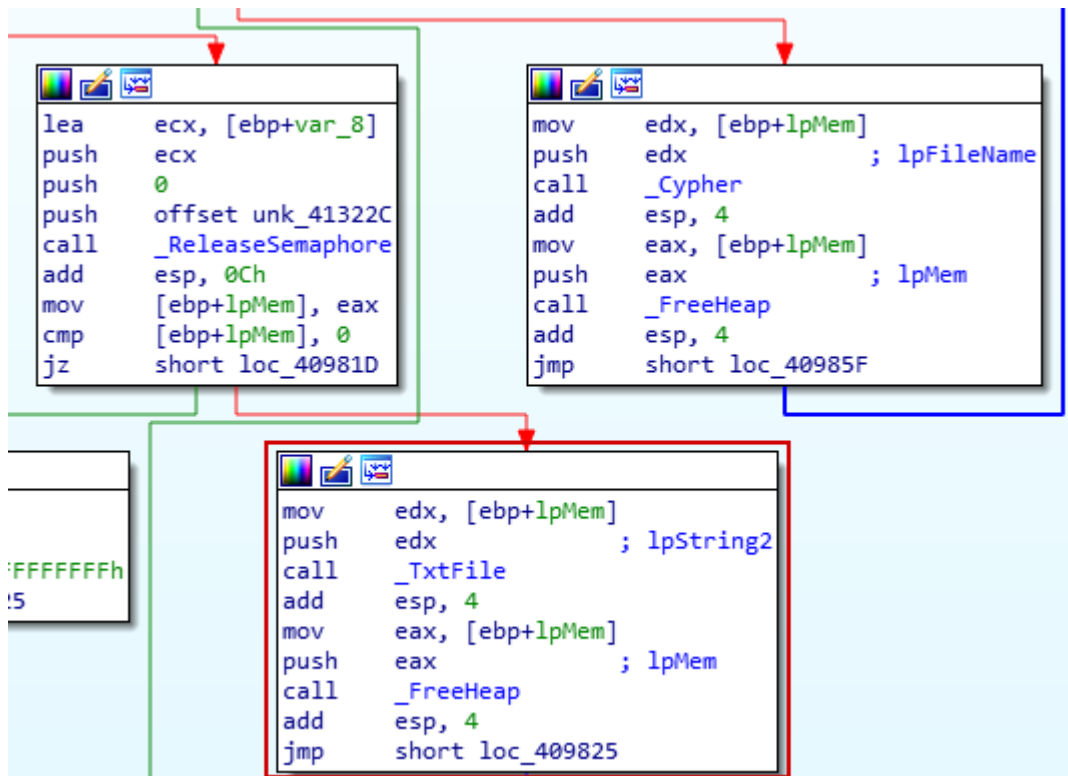 lea ecx, [ebp+var_8]
push ecx
push 0
push offset unk_41322C
call _ReleaseSemaphore
add esp, 0Ch
mov [ebp+lpMem], eax
cmp [ebp+lpMem], 0
jz short loc_40981D
mov edx, [ebp+lpMem]
push edx ; lpFileName
call _Cypher
add esp, 4
mov eax, [ebp+lpMem]
push eax ; lpMem
call _FreeHeap
add esp, 4
jmp short loc_40985F
FFFFFFFh
25
mov edx, [ebp+lpMem]
push edx ; lpString2
call _TxtFile
add esp, 4
mov eax, [ebp+lpMem]
push eax ; lpMem
call _FreeHeap
add esp, 4
jmp short loc_409825